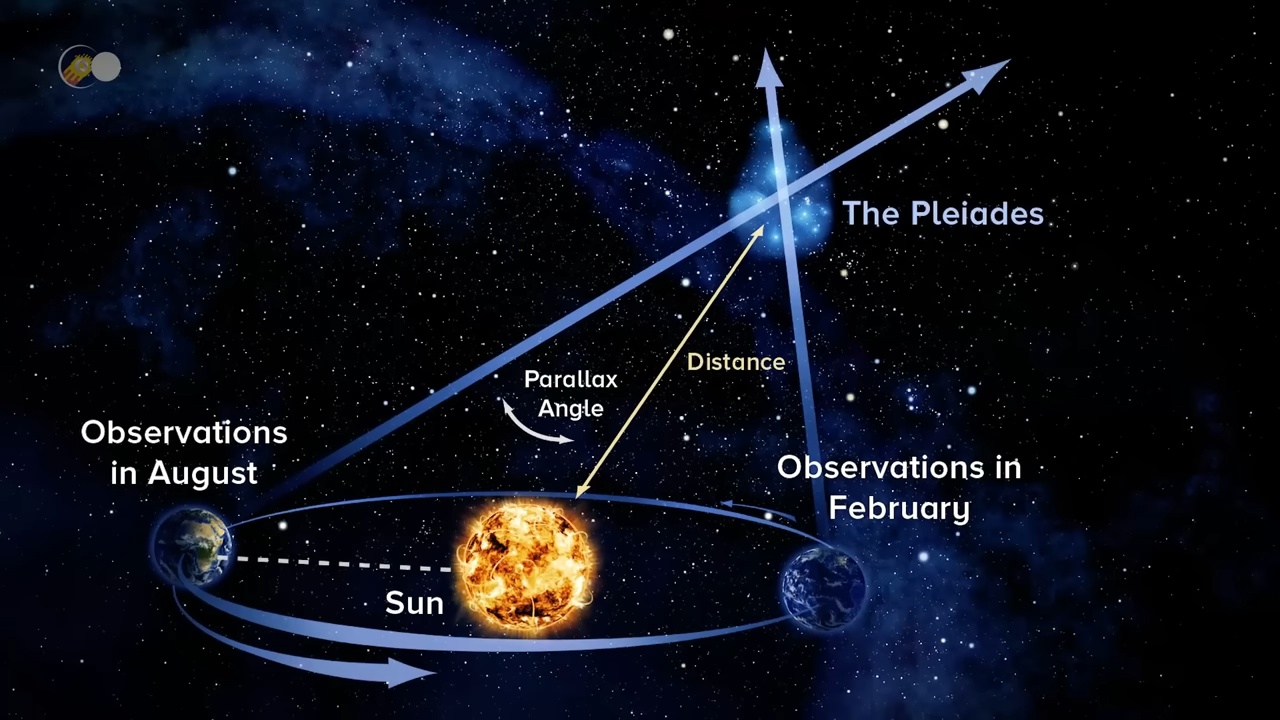 The Pleiades
Distance
Parallax
Angle
Observations
in August
Observations in
February
Sun